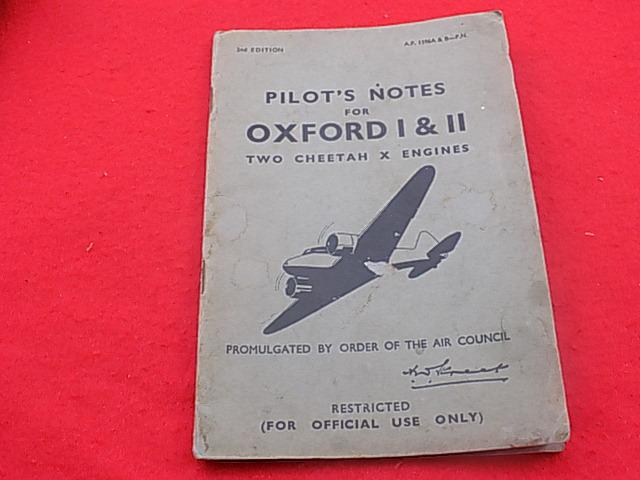 2nd EDITION
A.P. 1596A & B—P.N.
PILOT'S NOTES
FOR
OXFORD I & II
TWO CHEETAH X ENGINES
PROMULGATED BY ORDER OF THE AIR COUNCIL
RESTRICTED
(FOR OFFICIAL USE ONLY)